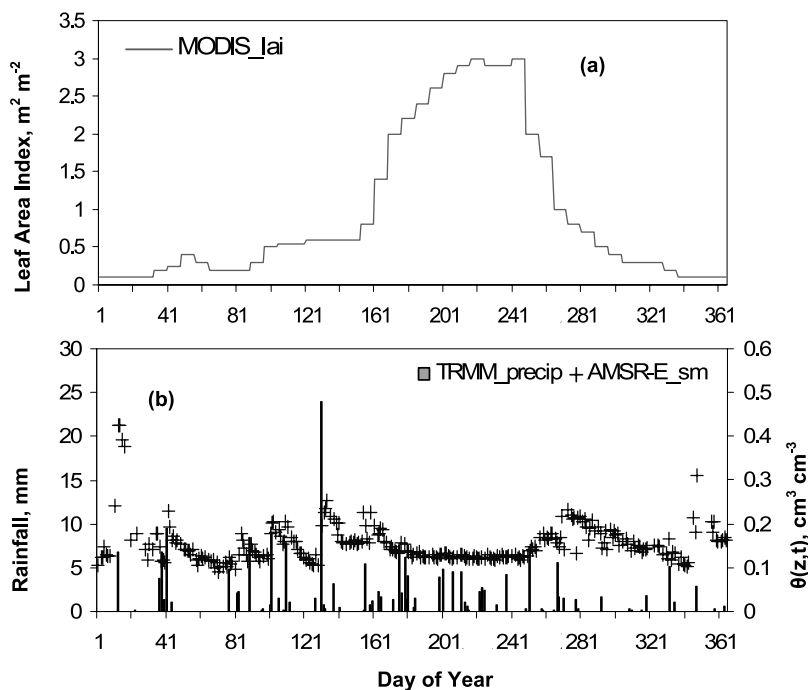 3.5
3
2.5
2
1.5
1
0.5
0
Leaf Area Index, m² m⁻²
MODIS_lai
(a)
1 41 81 121 161 201 241 281 321 361
30
25
20
15
10
5
0
Rainfall, mm
(b)
TRMM_precip + AMSR-E_sm
0.6
0.5
0.4
0.3
0.2
0.1
0
θ(z,t), cm³ cm⁻³
1 41 81 121 161 201 241 281 321 361
Day of Year